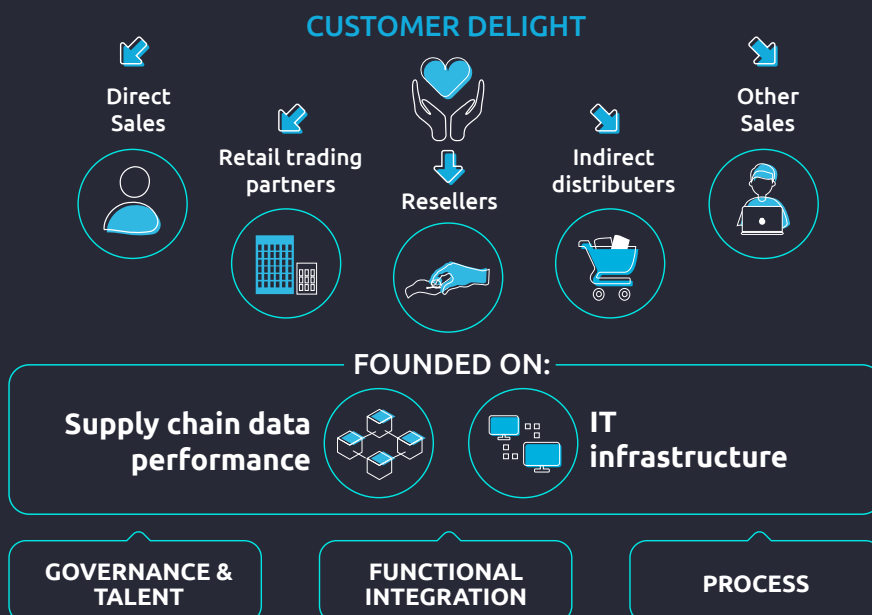 CUSTOMER DELIGHT
Direct
Sales
Retail trading
partners
Resellers
Indirect
distributers
Other
Sales
FOUNDED ON:
Supply chain data
performance
IT
infrastructure
GOVERNANCE &
TALENT
FUNCTIONAL
INTEGRATION
PROCESS